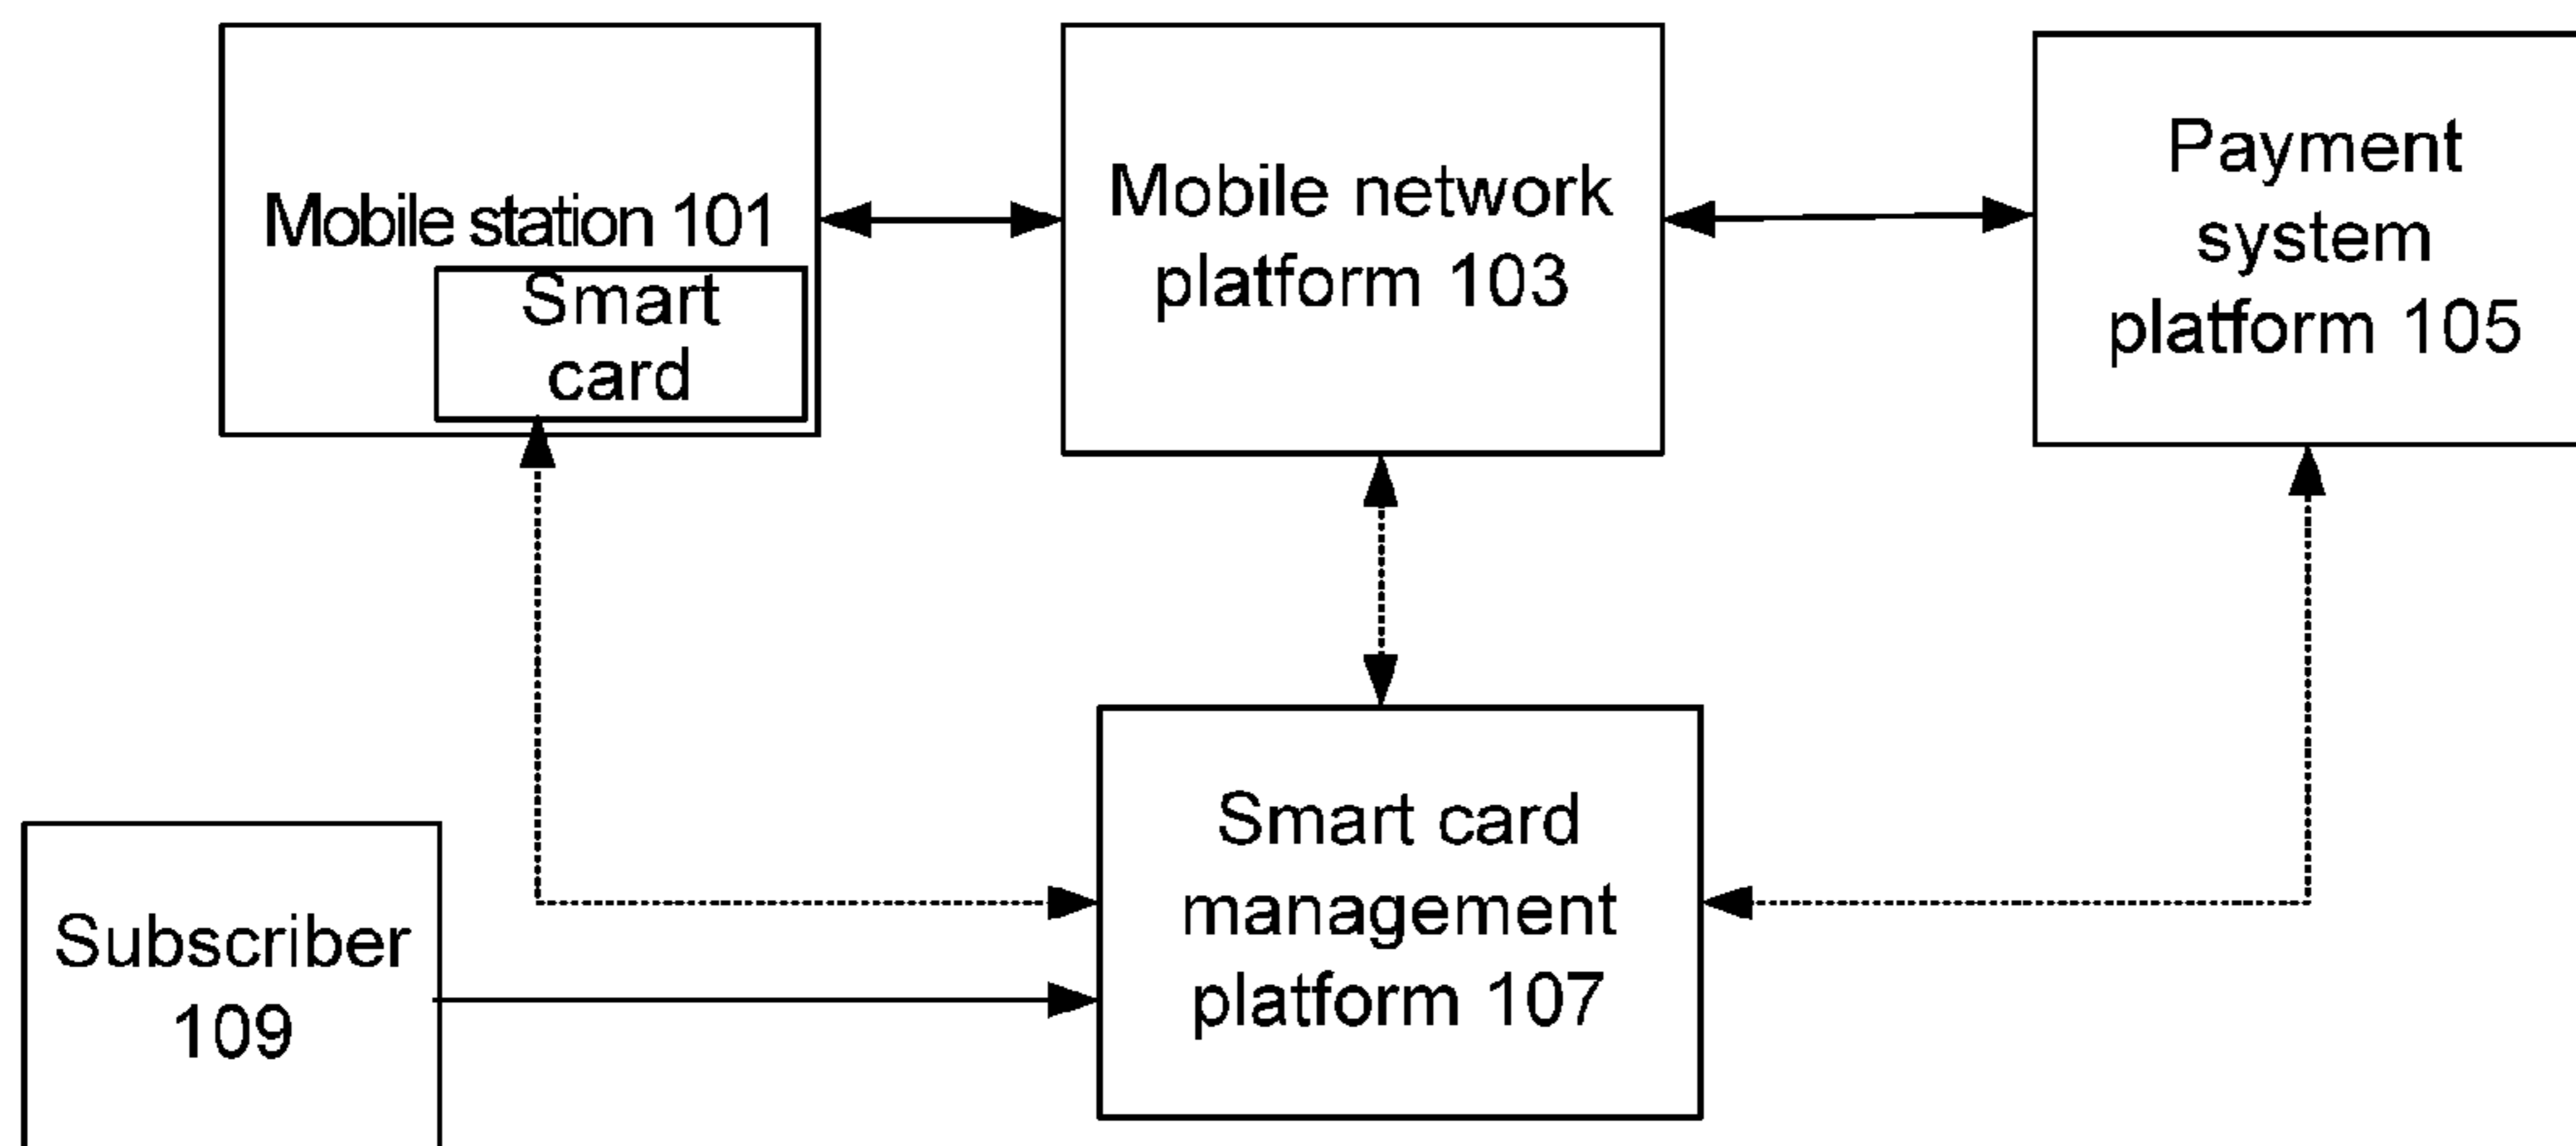 Mobile station 101
Smart
card
Mobile network
platform 103
Payment
system
platform 105
Smart card
management
platform 107
Subscriber
109